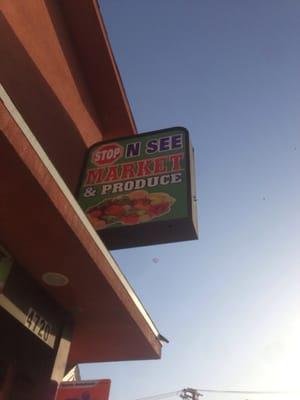 STOP N SEE
MARKET
& PRODUCE
4720